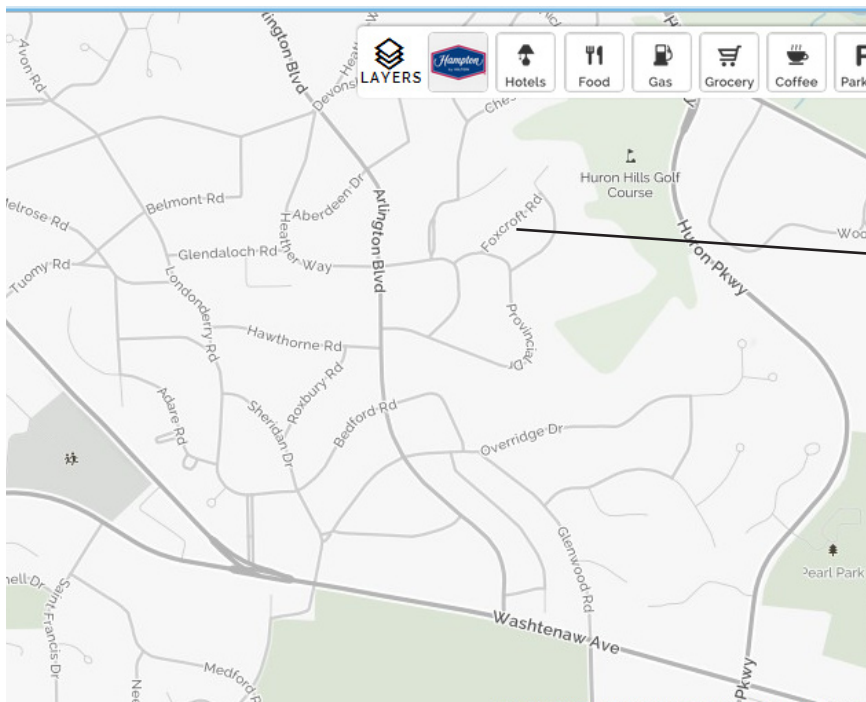 Avon Rd
Arlington Blvd
LAYERS
Hampton
by HILTON
Hotels
Food
Gas
Grocery
Coffee
Huron Hills Golf
Course
Belmont Rd
Aberdeen Dr
Arlington Blvd
Foxcroft Rd
Melrose Rd
Heather Way
Glendaloch Rd
Tuomy Rd
Londonderry Rd
Huron Pkwy
Provincial Dr
Hawthorne Rd
Roxbury Rd
Adare Rd
Sheridan Dr
Bedford Rd
Overridge Dr
Glenwood Rd
Pearl Park
Saint Francis Dr
Washtenaw Ave
Medford R
Pkwy